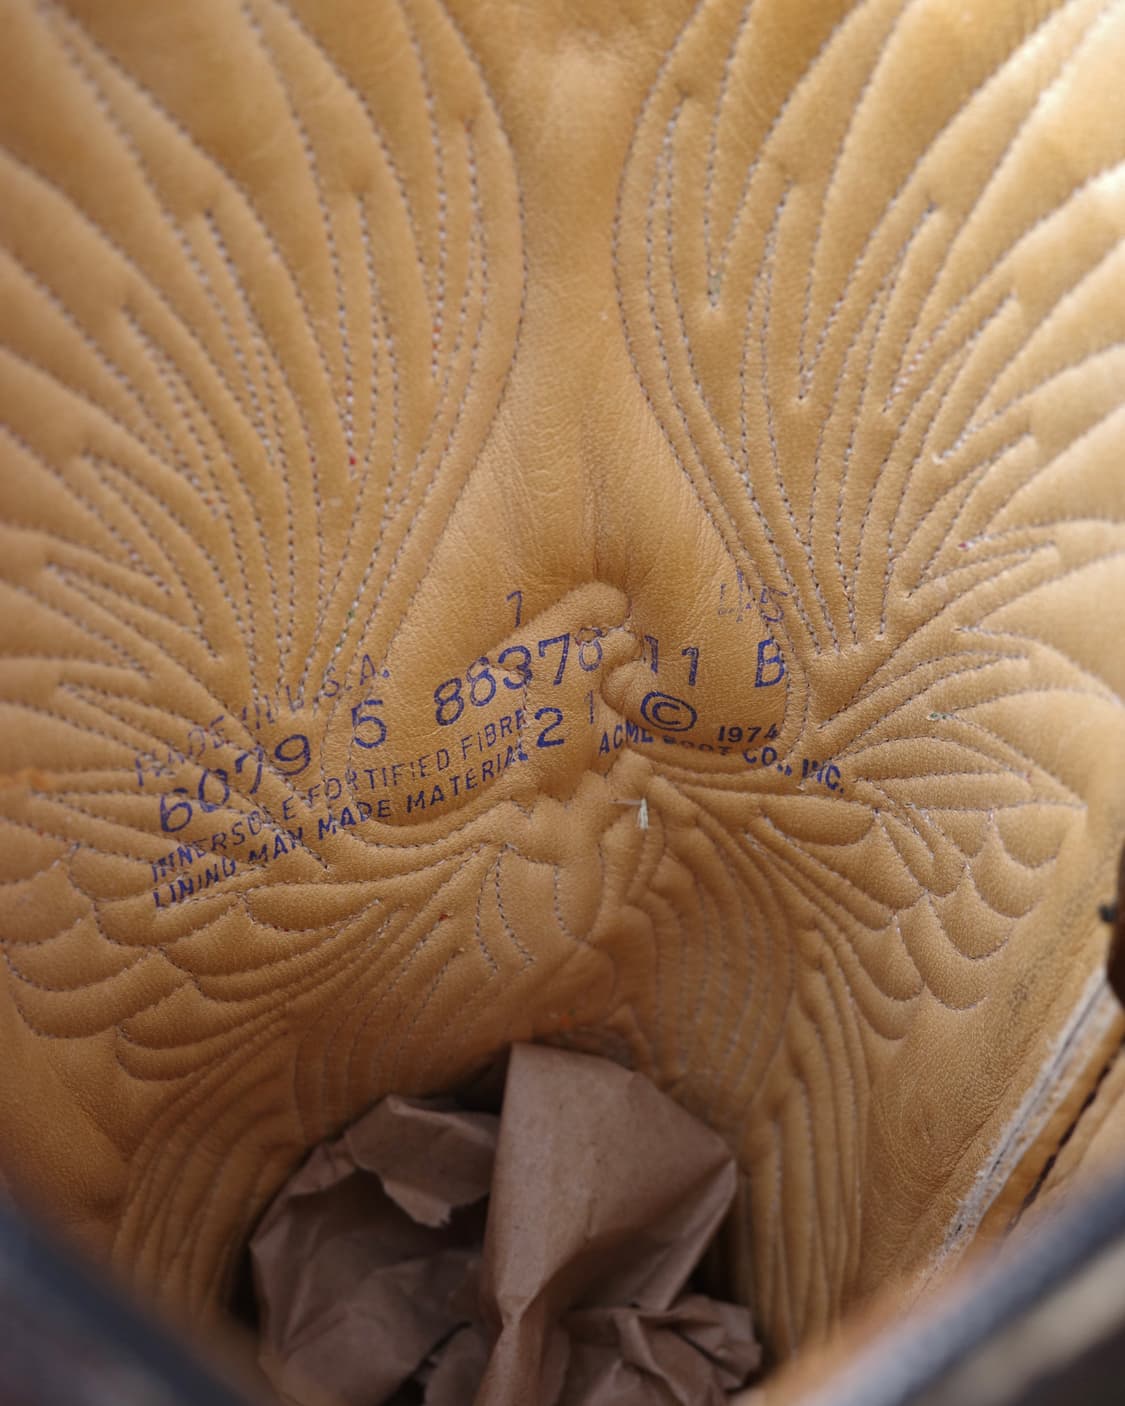 7
MADE IN U.S.A.
6079 5 88378 11 B
INNERSOLE-FORTIFIED FIBRE 2 1 © 1974
LINING MAN MADE MATERIAL ACME BOOT CO., INC.